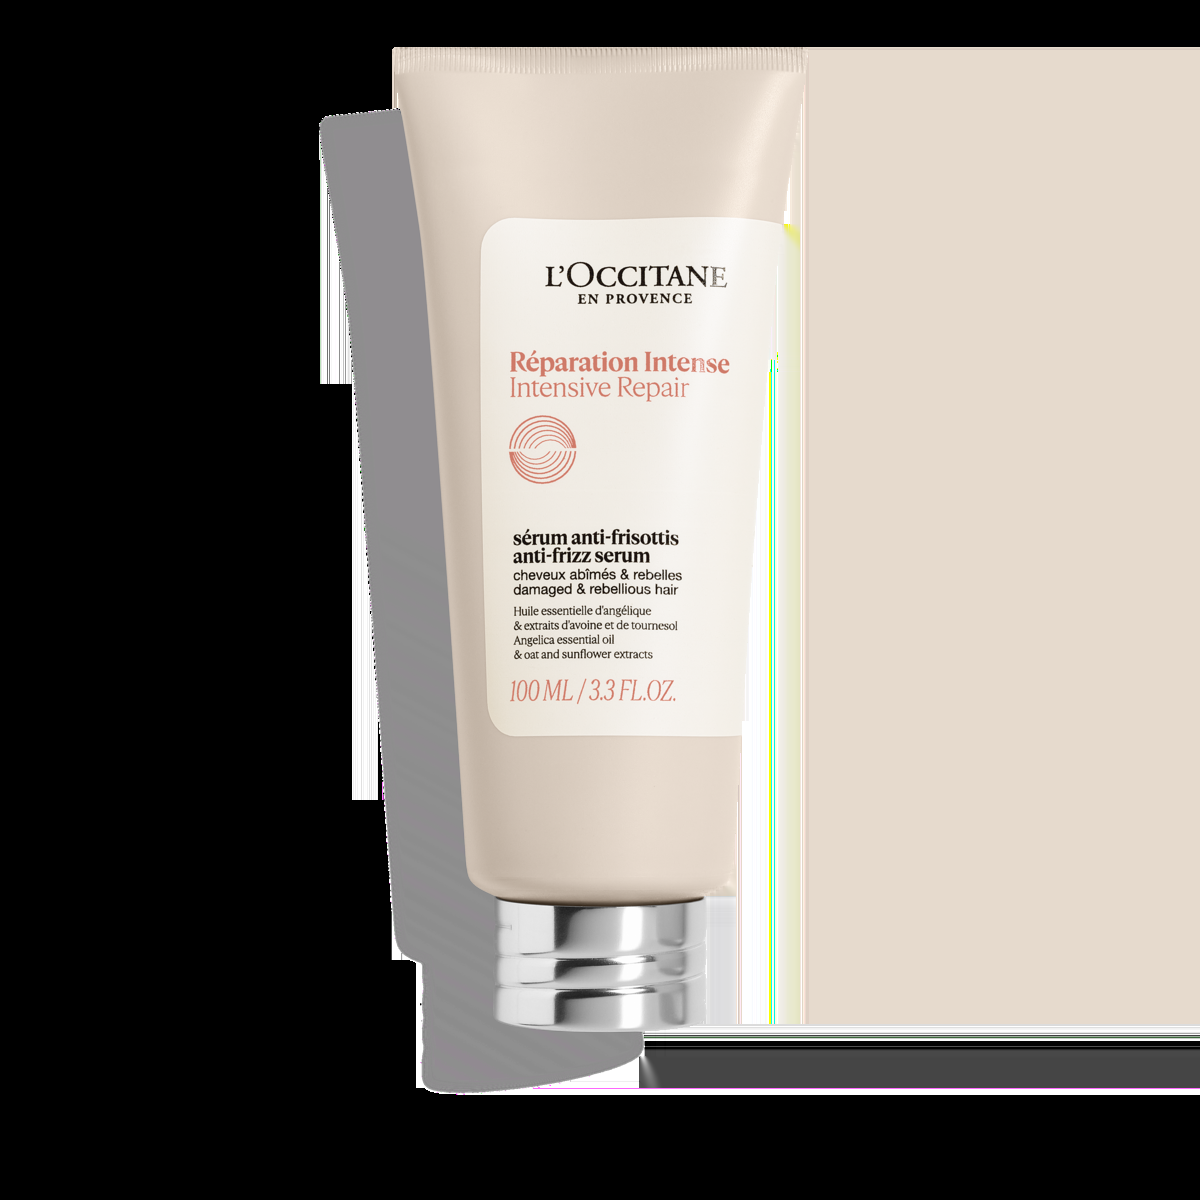 L'OCCITANE
EN PROVENCE
Réparation Intense
Intensive Repair
sérum anti-frisottis
anti-frizz serum
cheveux abîmés & rebelles
damaged & rebellious hair
Huile essentielle d'angélique
& extraits d'avoine et de tournesol
Angelica essential oil
& oat and sunflower extracts
100 ML / 3.3 FL.OZ.